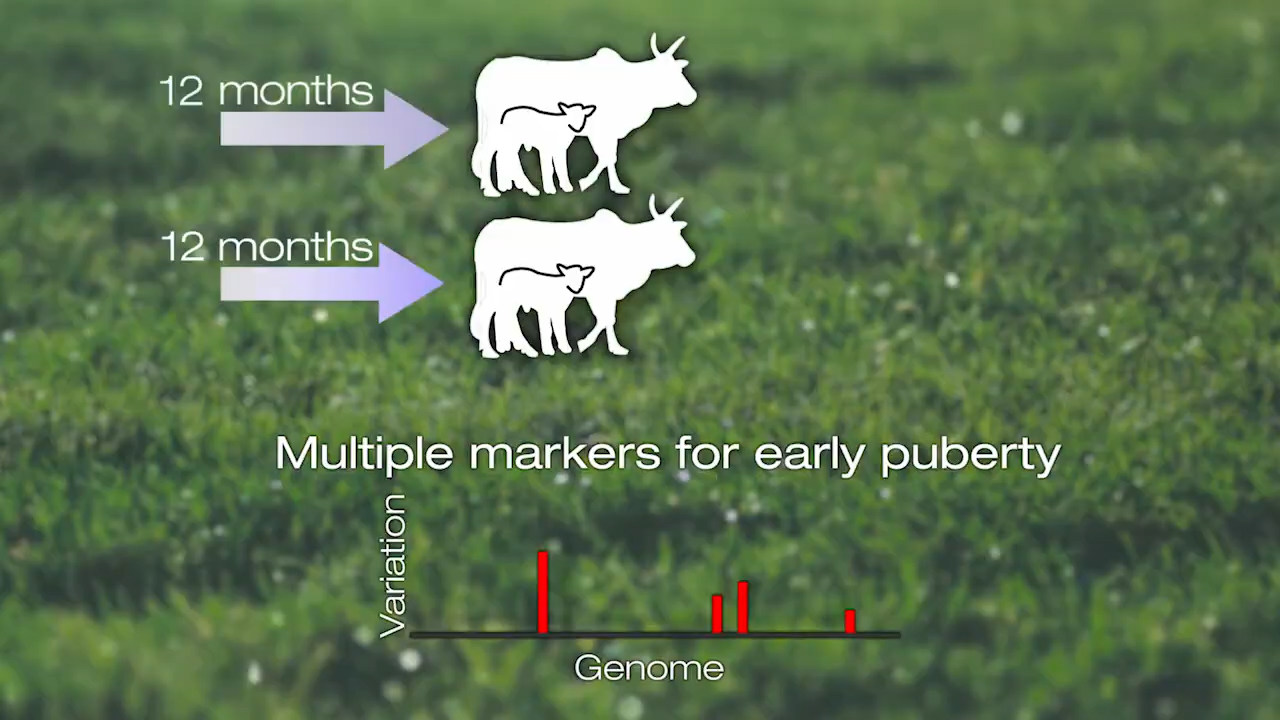 12 months
12 months
Multiple markers for early puberty
Variation
Genome